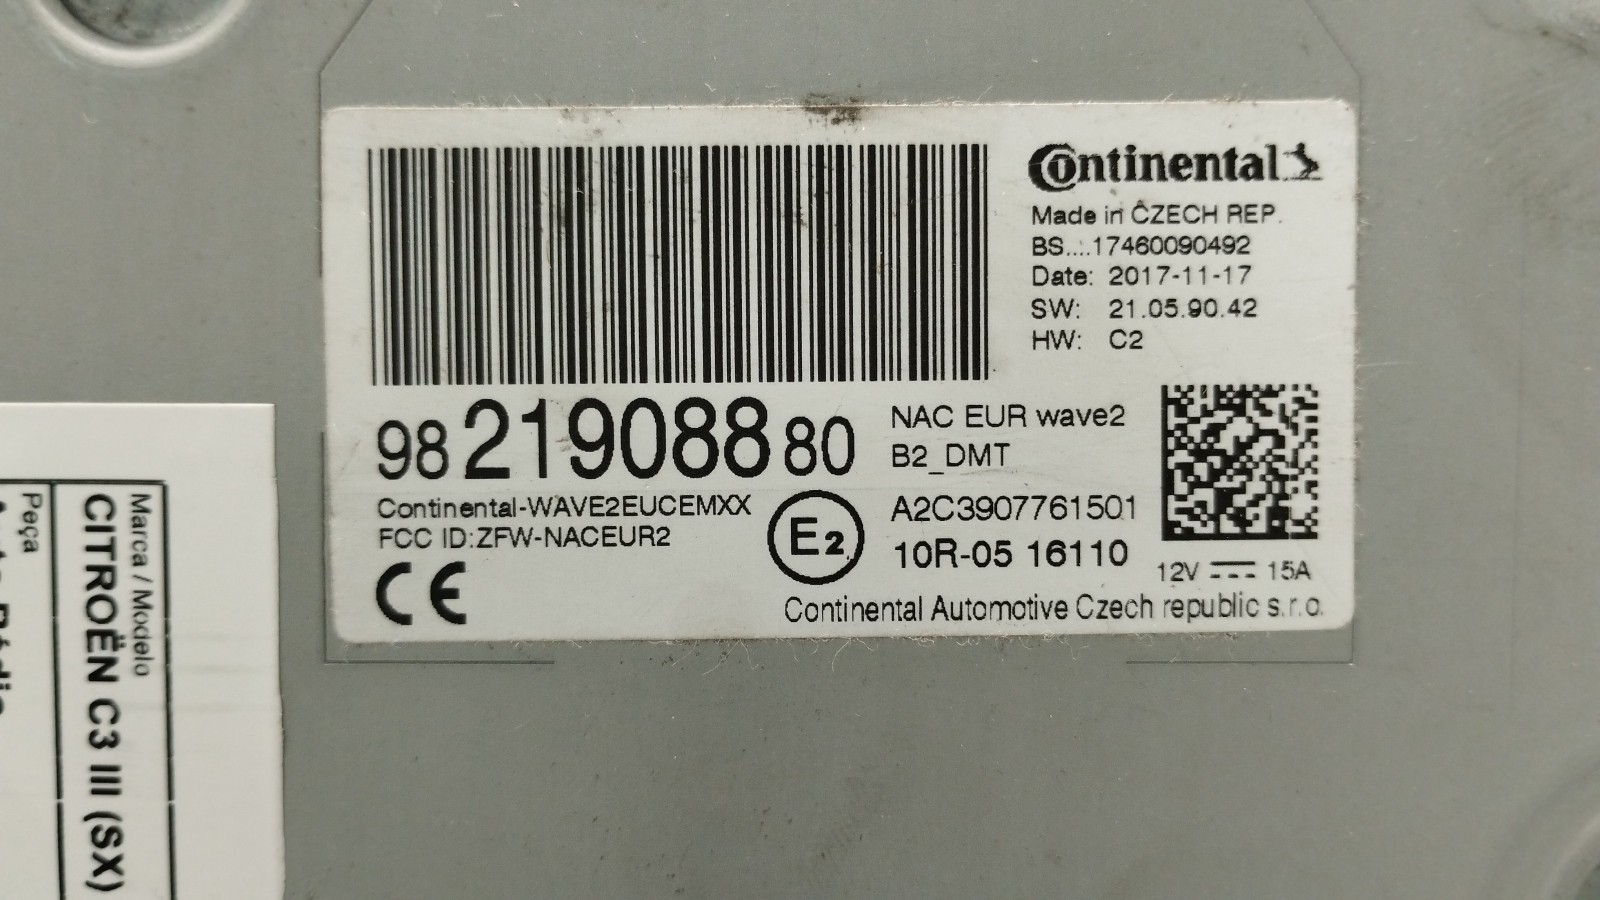 Continental
Made in CZECH REP.
BS....17460090492
Date: 2017-11-17
SW: 21.05.90.42
HW: C2
98 219088 80
NAC EUR wave2
B2_DMT
Continental-WAVE2EUCEMXX
FCC ID:ZFW-NACEUR2
E2
A2C3907761501
10R-05 16110
12V 15A
CE
Continental Automotive Czech republic s.r.o.
Marca / Modelo
CITROËN C3 III (SX)
Peça